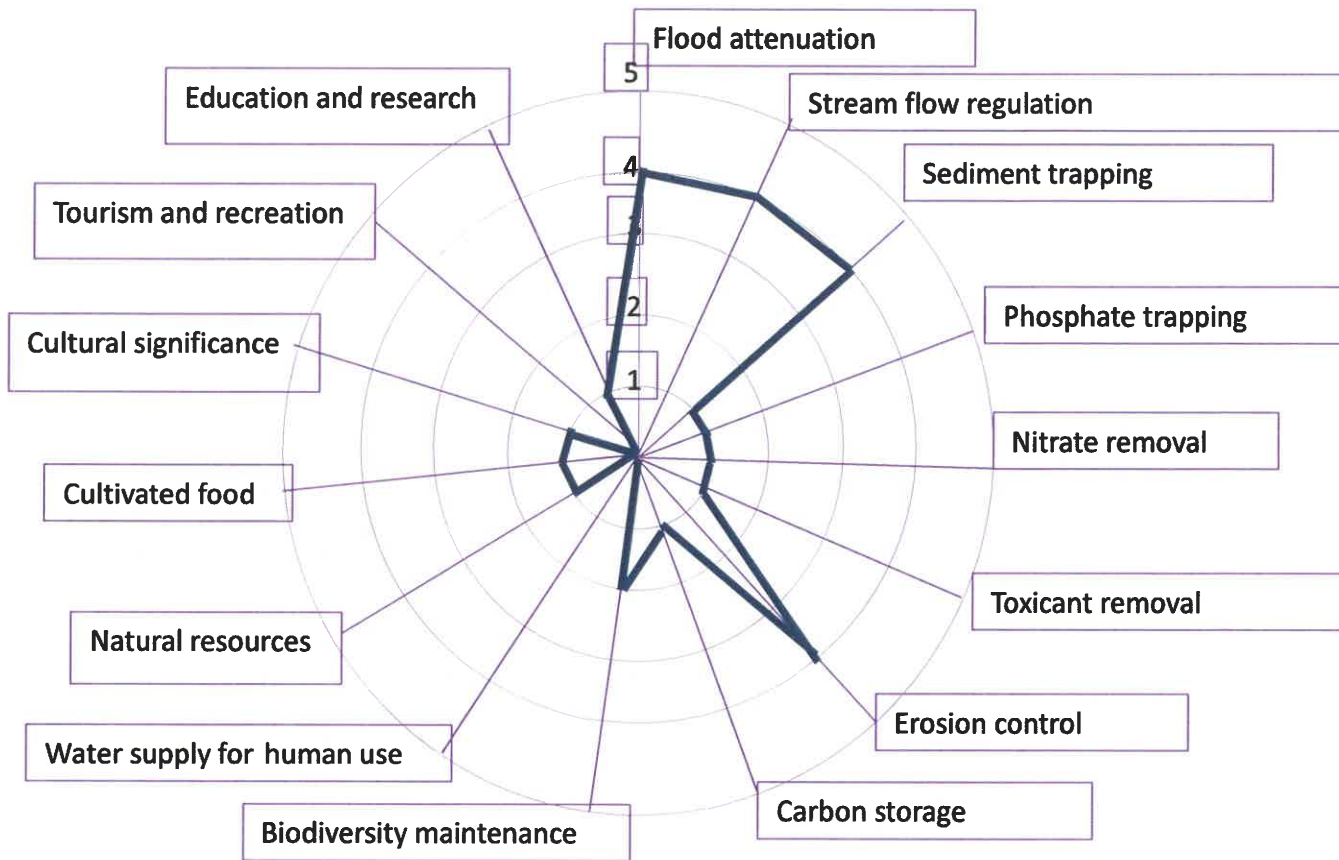 Flood attenuation
5
Education and research
Stream flow regulation
4
Sediment trapping
Tourism and recreation
3
2
Phosphate trapping
Cultural significance
1
Nitrate removal
Cultivated food
Toxicant removal
Natural resources
Erosion control
Water supply for human use
Carbon storage
Biodiversity maintenance